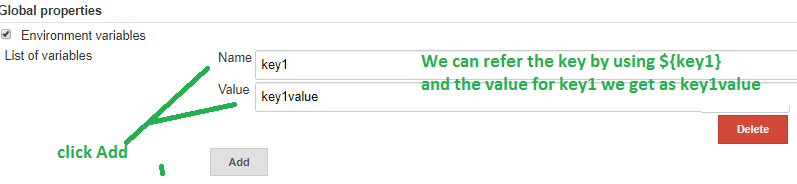 Global properties
Environment variables
List of variables
Name
key1
We can refer the key by using ${key1}
and the value for key1 we get as key1value
Value
key1value
Delete
click Add
Add